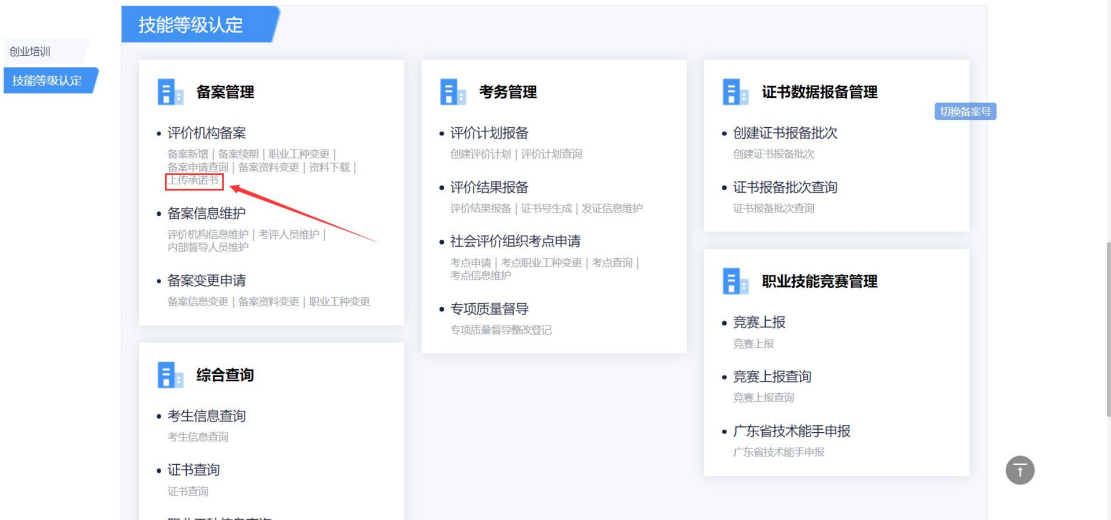 技能等级认定
创业培训
技能等级认定
备案管理
评价机构备案
备案新增 | 备案续期 | 职业工种变更 |
备案申请查询 | 备案资料变更 | 资料下载 |
上传承诺书
备案信息维护
评价机构信息维护 | 考评人员维护 |
内部督导人员维护
备案变更申请
备案信息变更 | 备案资料变更 | 职业工种变更
综合查询
考生信息查询
考生信息查询
证书查询
证书查询
考务管理
评价计划报备
创建评价计划 | 评价计划查询
评价结果报备
评价结果报备 | 证书号生成 | 发证信息维护
社会评价组织考点申请
考点申请 | 考点职业工种变更 | 考点查询 |
考点信息维护
专项质量督导
专项质量督导整改登记
证书数据报备管理
切换备案号
创建证书报备批次
创建证书报备批次
证书报备批次查询
证书报备批次查询
职业技能竞赛管理
竞赛上报
竞赛上报
竞赛上报查询
竞赛上报查询
广东省技术能手申报
广东省技术能手申报